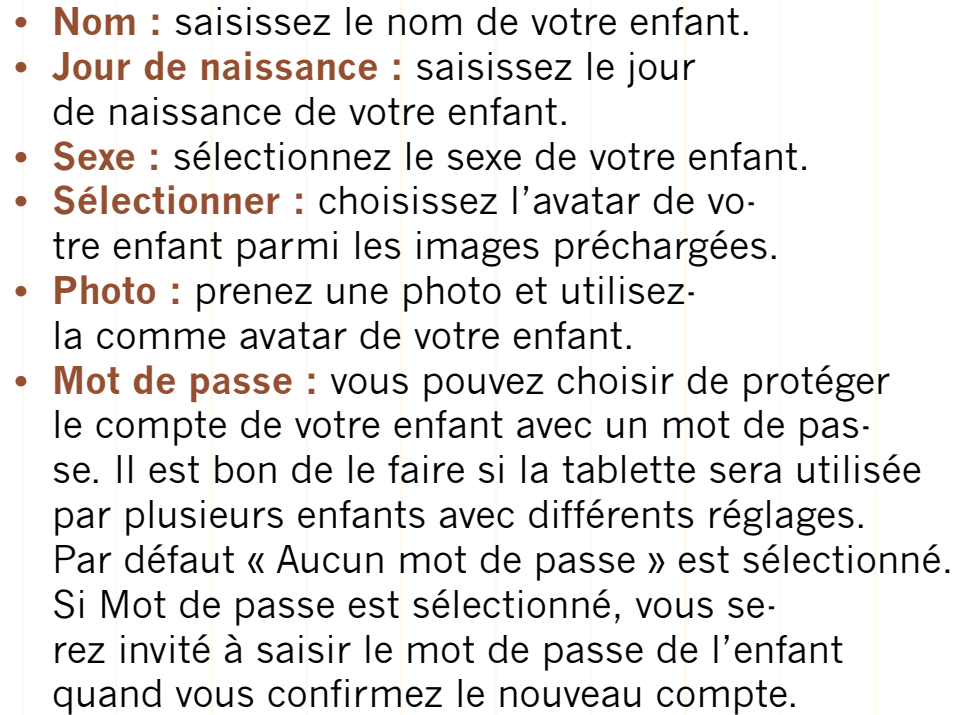 • Nom : saisissez le nom de votre enfant.
• Jour de naissance : saisissez le jour
de naissance de votre enfant.
• Sexe : sélectionnez le sexe de votre enfant.
• Sélectionner : choisissez l’avatar de vo-
tre enfant parmi les images préchargées.
• Photo : prenez une photo et utilisez-
la comme avatar de votre enfant.
• Mot de passe : vous pouvez choisir de protéger
le compte de votre enfant avec un mot de pas-
se. Il est bon de le faire si la tablette sera utilisée
par plusieurs enfants avec différents réglages.
Par défaut « Aucun mot de passe » est sélectionné.
Si Mot de passe est sélectionné, vous se-
rez invité à saisir le mot de passe de l’enfant
quand vous confirmez le nouveau compte.